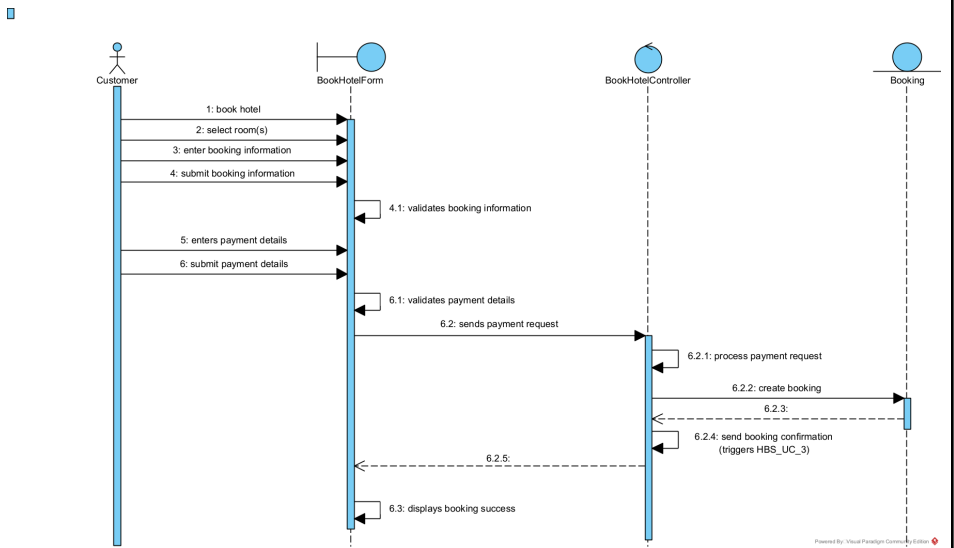 Customer
BookHotelForm
BookHotelController
Booking
1: book hotel
2: select room(s)
3: enter booking information
4: submit booking information
4.1: validates booking information
5: enters payment details
6: submit payment details
6.1: validates payment details
6.2: sends payment request
6.2.1: process payment request
6.2.2: create booking
6.2.3:
6.2.4: send booking confirmation
(triggers HBS_UC_3)
6.2.5:
6.3: displays booking success
Powered By: Visual Paradigm Community Edition